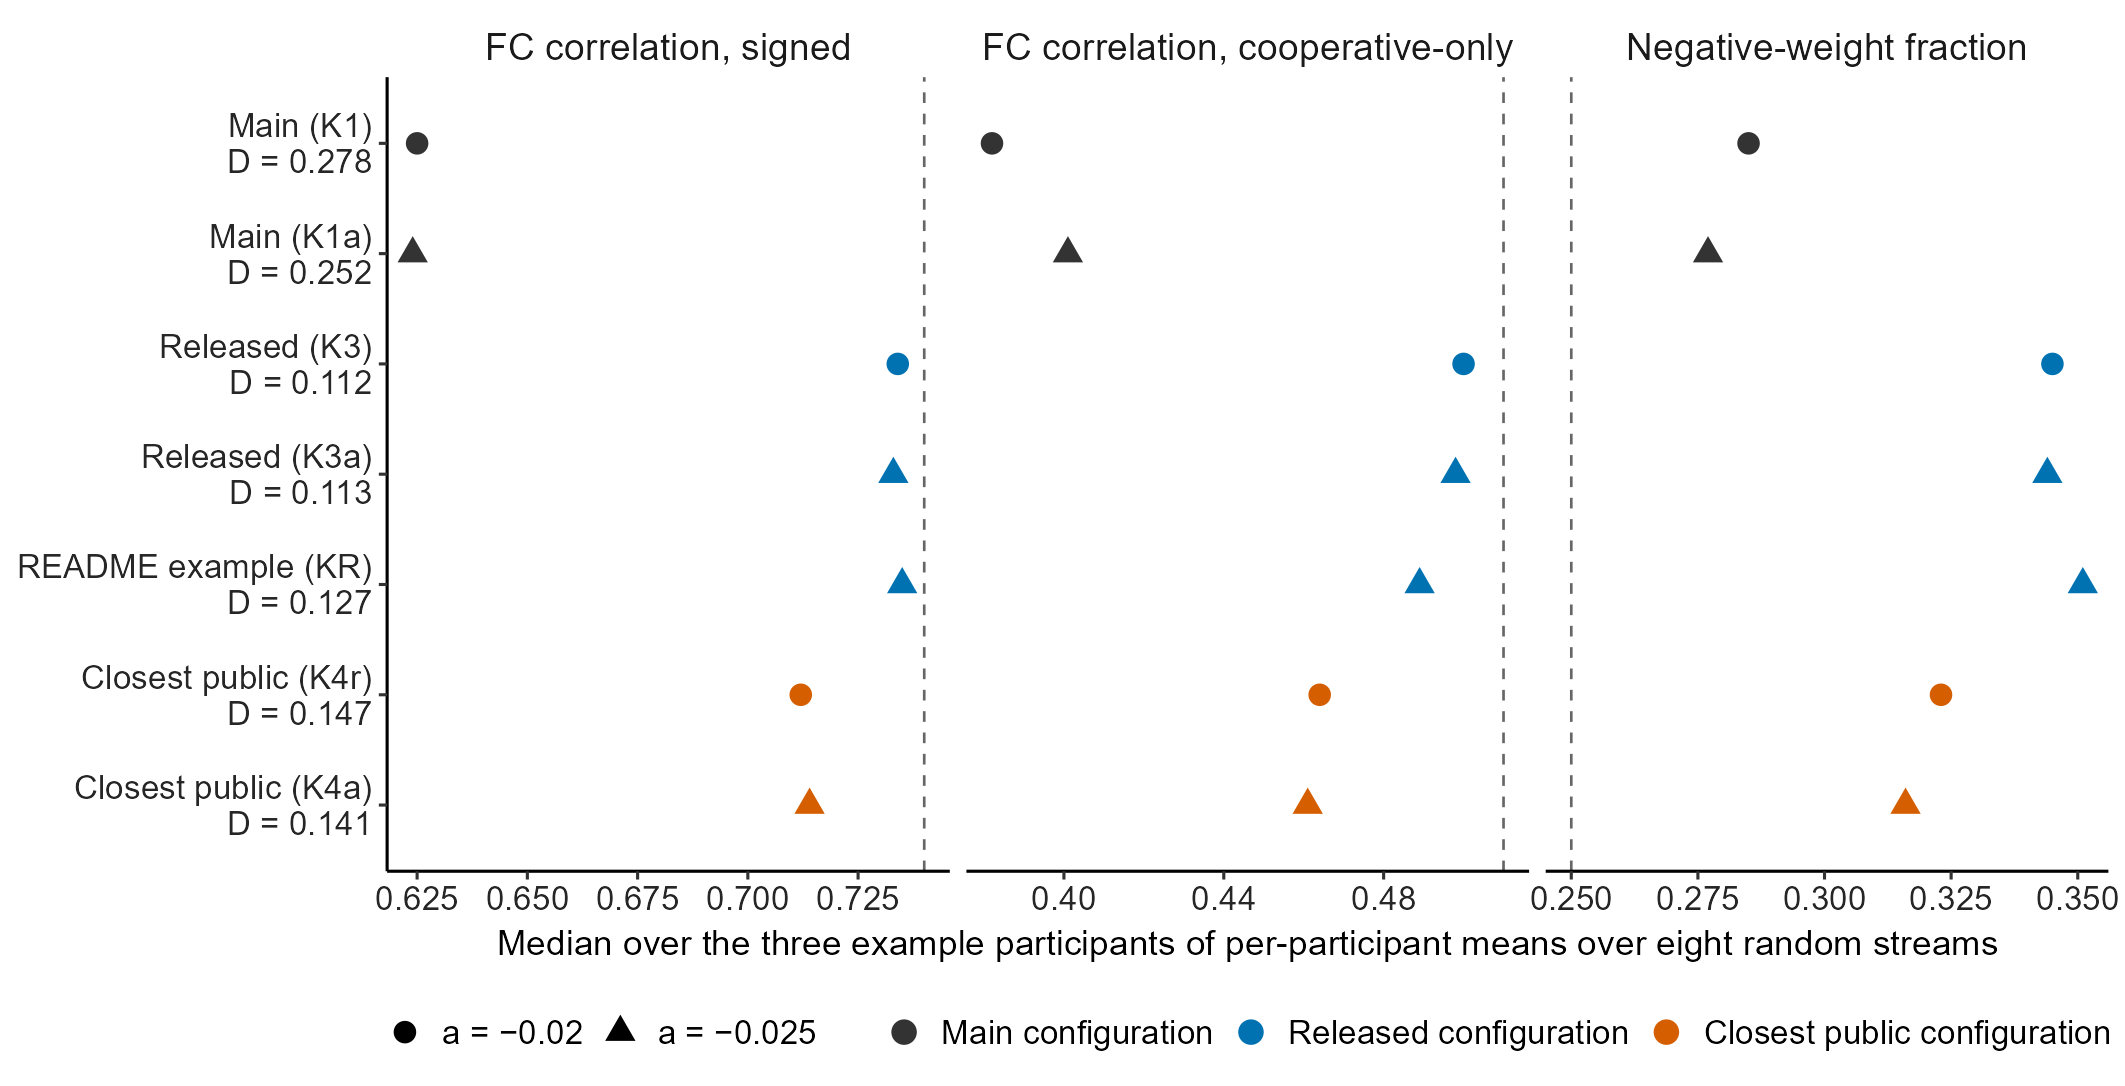 FC correlation, signed
FC correlation, cooperative-only
Negative-weight fraction
Main (K1)
D = 0.278
Main (K1a)
D = 0.252
Released (K3)
D = 0.112
Released (K3a)
D = 0.113
README example (KR)
D = 0.127
Closest public (K4r)
D = 0.147
Closest public (K4a)
D = 0.141
0.625 0.650 0.675 0.700 0.725
0.40 0.44 0.48
0.250 0.275 0.300 0.325 0.350
Median over the three example participants of per-participant means over eight random streams
a = −0.02
a = −0.025
Main configuration
Released configuration
Closest public configuration